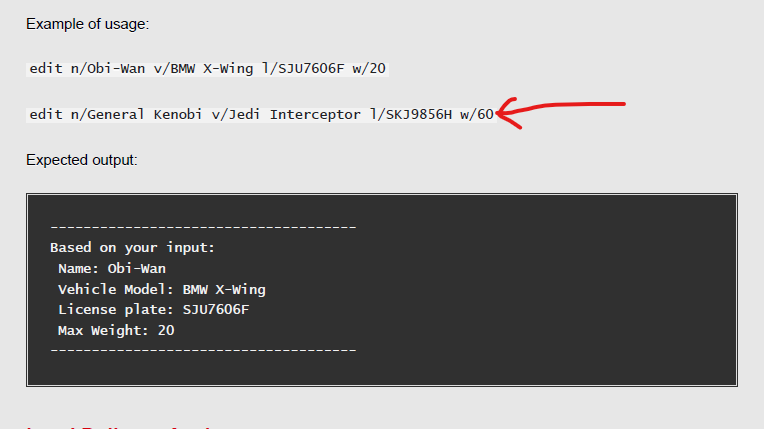 Example of usage:
edit n/Obi-Wan v/BMW X-Wing l/SJU7606F w/20
edit n/General Kenobi v/Jedi Interceptor l/SKJ9856H w/60
Expected output:
-------------------------------------
Based on your input:
Name: Obi-Wan
Vehicle Model: BMW X-Wing
License plate: SJU7606F
Max Weight: 20
-------------------------------------